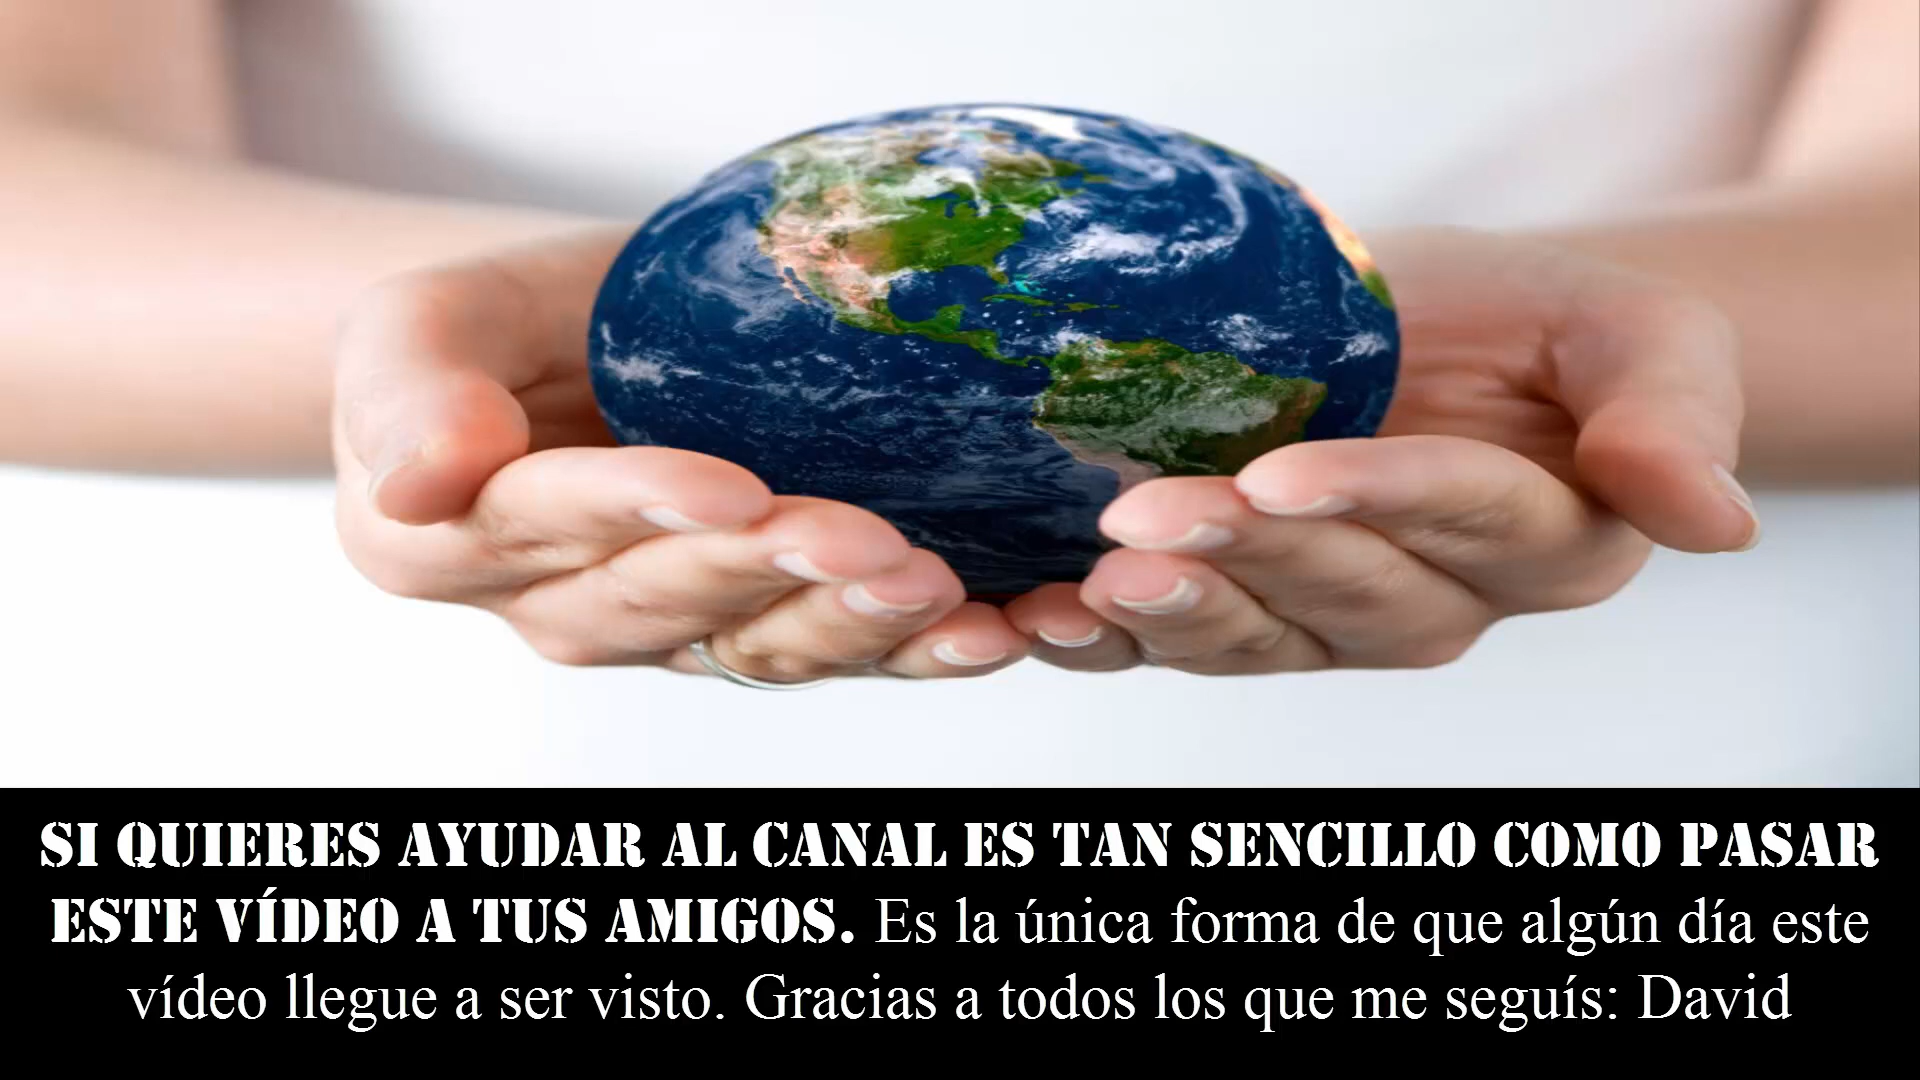 SI QUIERES AYUDAR AL CANAL ES TAN SENCILLO COMO PASAR
ESTE VÍDEO A TUS AMIGOS. Es la única forma de que algún día este
vídeo llegue a ser visto. Gracias a todos los que me seguís: David